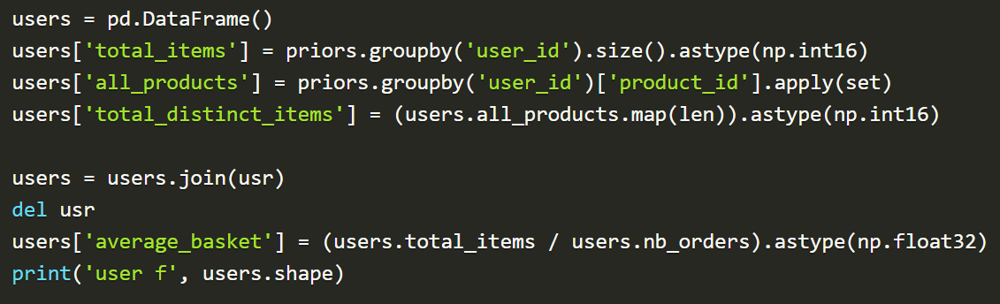 users = pd.DataFrame()
users['total_items'] = priors.groupby('user_id').size().astype(np.int16)
users['all_products'] = priors.groupby('user_id')['product_id'].apply(set)
users['total_distinct_items'] = (users.all_products.map(len)).astype(np.int16)
users = users.join(usr)
del usr
users['average_basket'] = (users.total_items / users.nb_orders).astype(np.float32)
print('user f', users.shape)